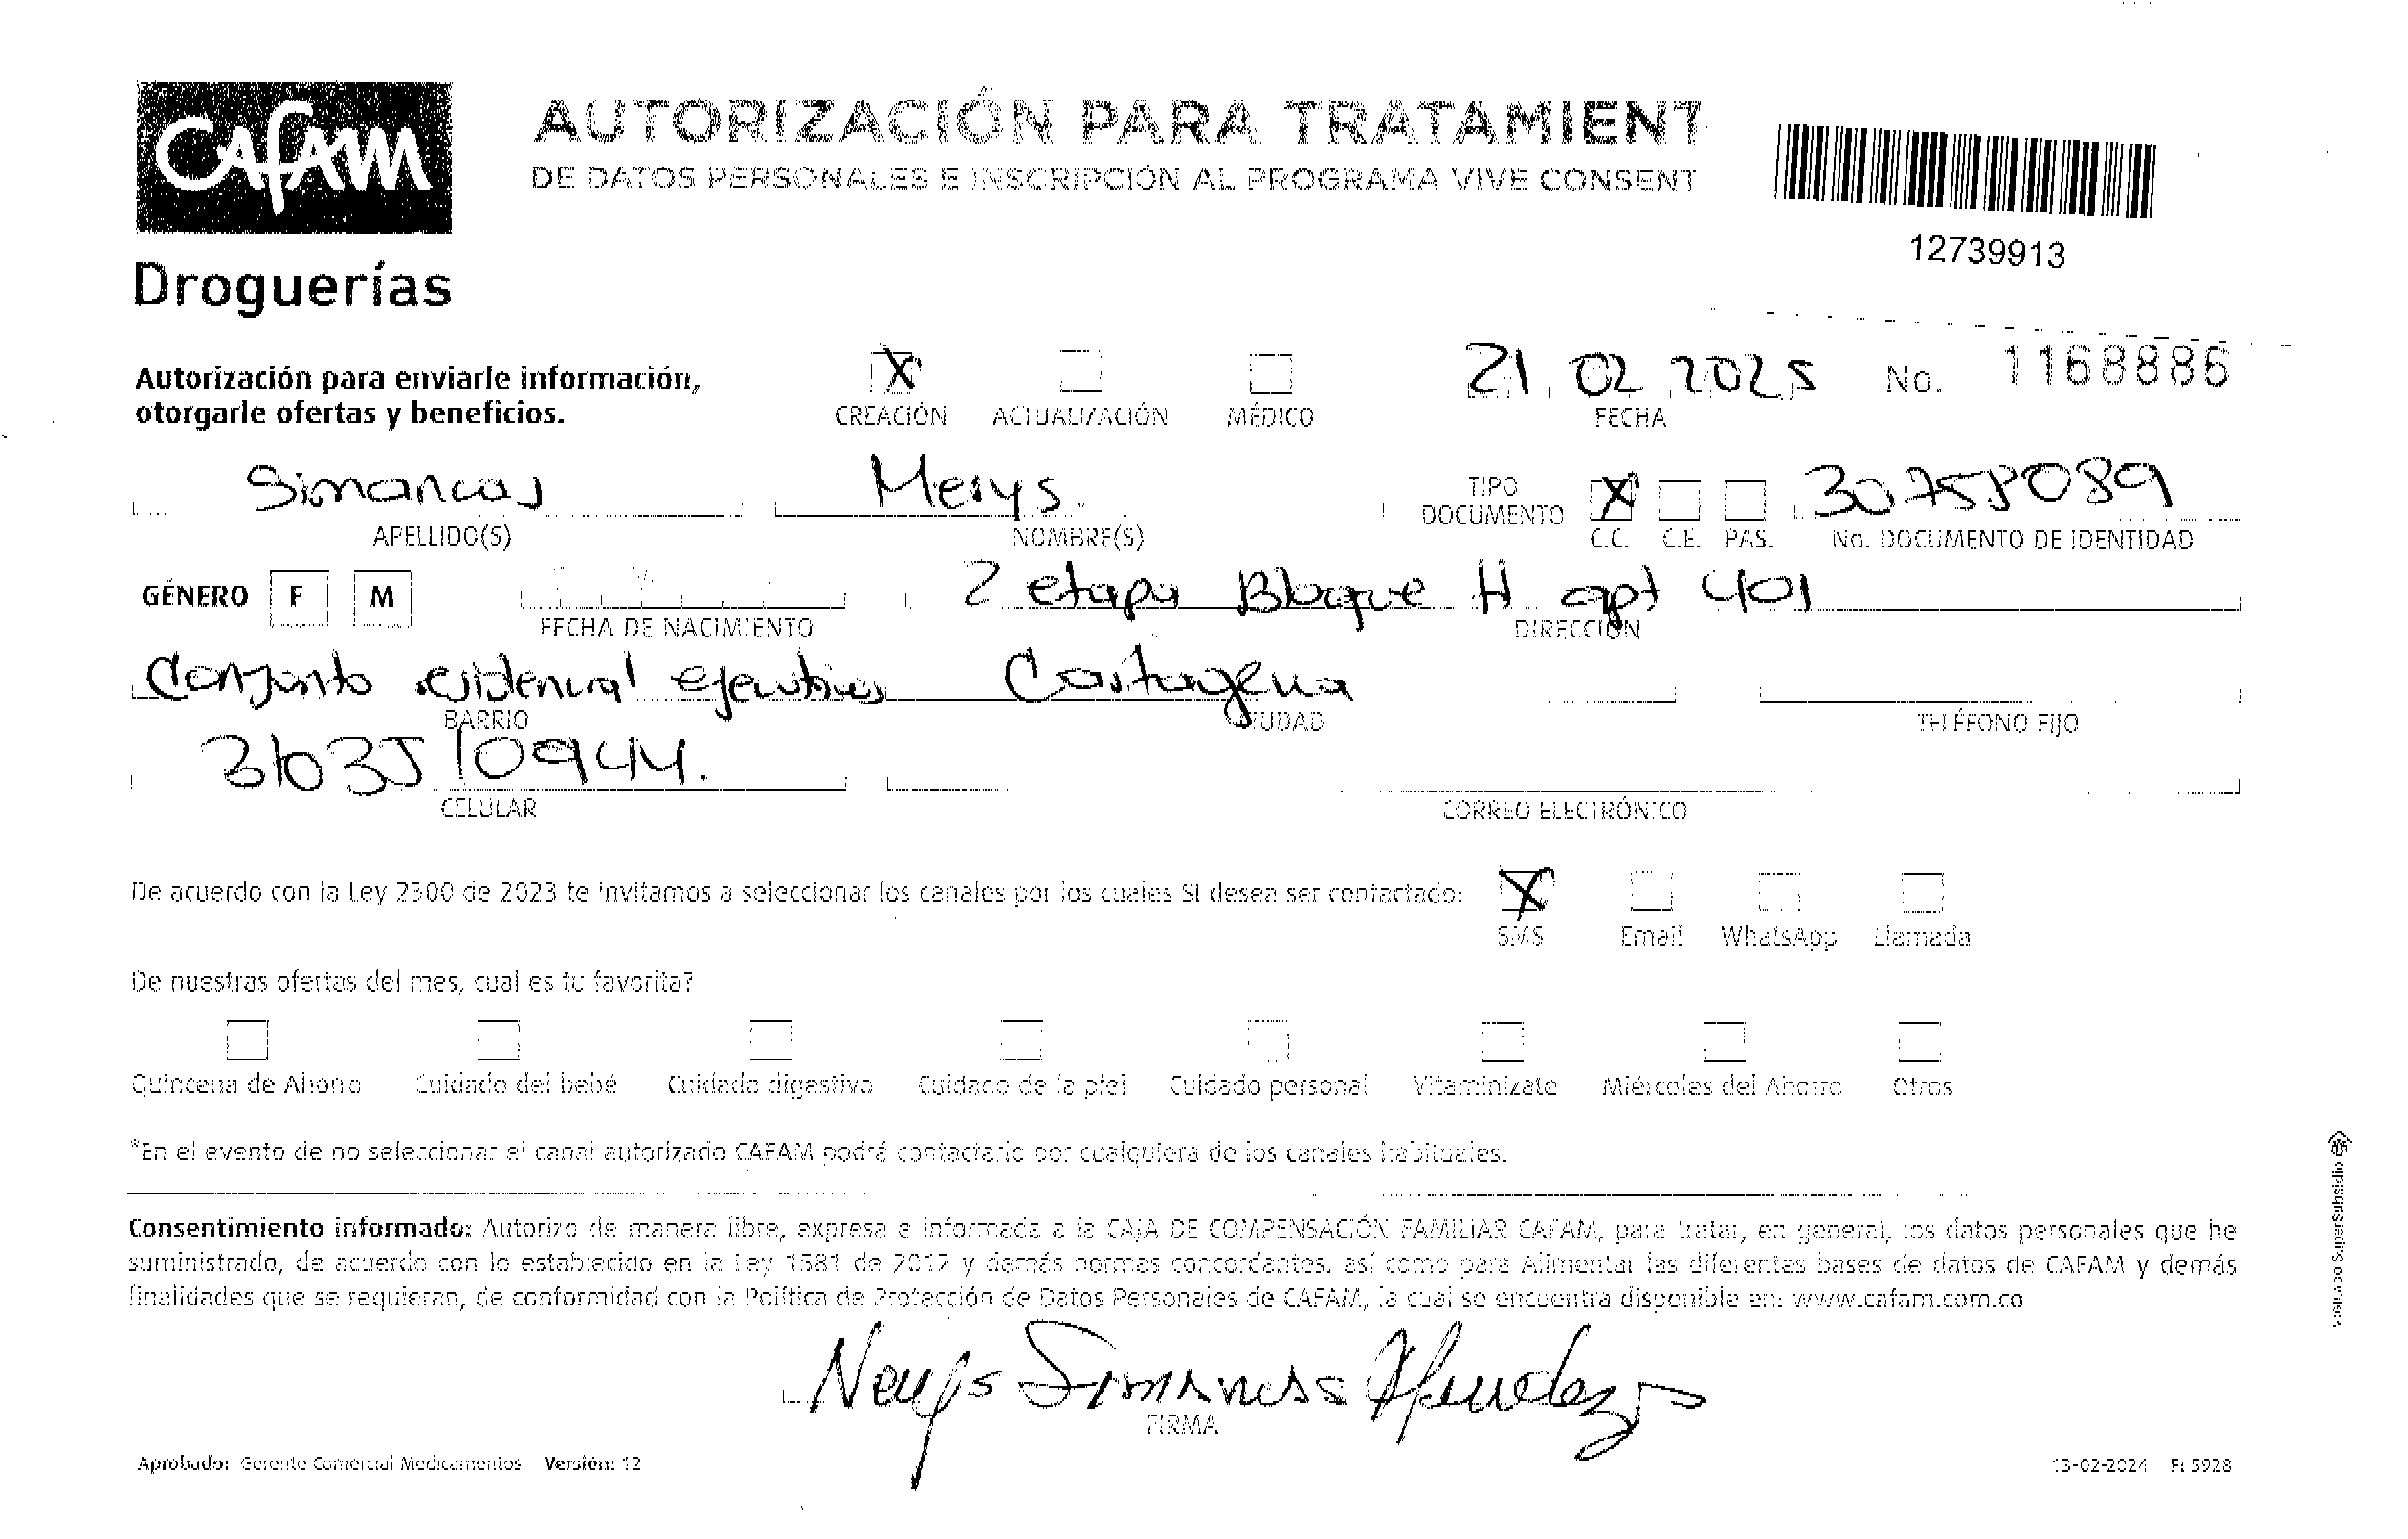 CAFAM
Droguerías
AUTORIZACIÓN PARA TRATAMIENT
DE DATOS PERSONALES E INSCRIPCIÓN AL PROGRAMA VIVE CONSENT
12739913
Autorización para enviarle información,
otorgarle ofertas y beneficios.
X
CREACIÓN ACTUALIZACIÓN MÉDICO
21 02 2025 No. 1168886
FECHA
Simancas Merys.
APELLIDO(S) NOMBRE(S)
TIPO DOCUMENTO X 30758089
C.C. C.E. PAS. No. DOCUMENTO DE IDENTIDAD
GÉNERO F M 2 etapa Bloque H apt 401
FECHA DE NACIMIENTO DIRECCIÓN
Conjunto residencial ejecutivos Cartagena
BARRIO CIUDAD TELÉFONO FIJO
3103510944.
CELULAR CORREO ELECTRÓNICO
De acuerdo con la Ley 2300 de 2023 te invitamos a seleccionar los canales por los cuales SI desea ser contactado: X
SMS Email WhatsApp Llamada
De nuestras ofertas del mes, cual es tu favorita?
Quincena de Ahorro Cuidado del bebé Cuidado digestivo Cuidado de la piel Cuidado personal Vitaminízate Miércoles del Ahorro Otros
*En el evento de no seleccionar el canal autorizado CAFAM podrá contactarlo por cualquiera de los canales habituales.
Consentimiento informado: Autorizo de manera libre, expresa e informada a la CAJA DE COMPENSACIÓN FAMILIAR CAFAM, para tratar, en general, los datos personales que he
suministrado, de acuerdo con lo establecido en la Ley 1581 de 2012 y demás normas concordantes, así como para Alimentar las diferentes bases de datos de CAFAM y demás
finalidades que se requieran, de conformidad con la Política de Protección de Datos Personales de CAFAM, la cual se encuentra disponible en: www.cafam.com.co
Simancas Mendez
FIRMA
Aprobado: Gerente Comercial Medicamentos Versión: 12
13-02-2024 F: 5928
VIGILADO SuperSubsidio